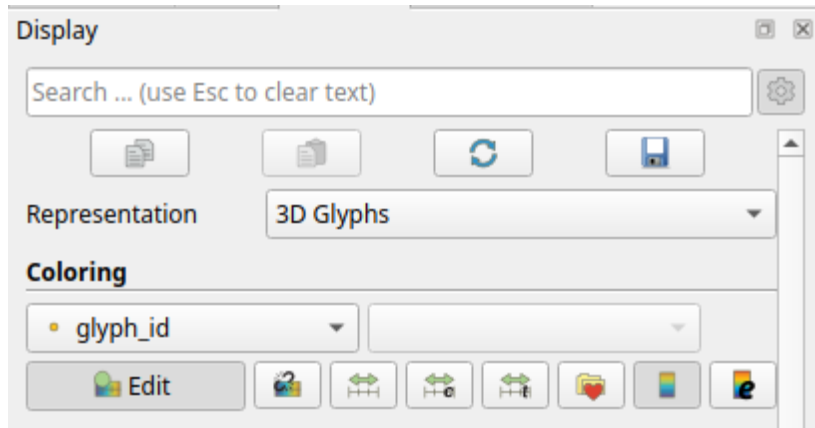 Display
Search ... (use Esc to clear text)
Representation 3D Glyphs
Coloring
glyph_id
Edit c t e